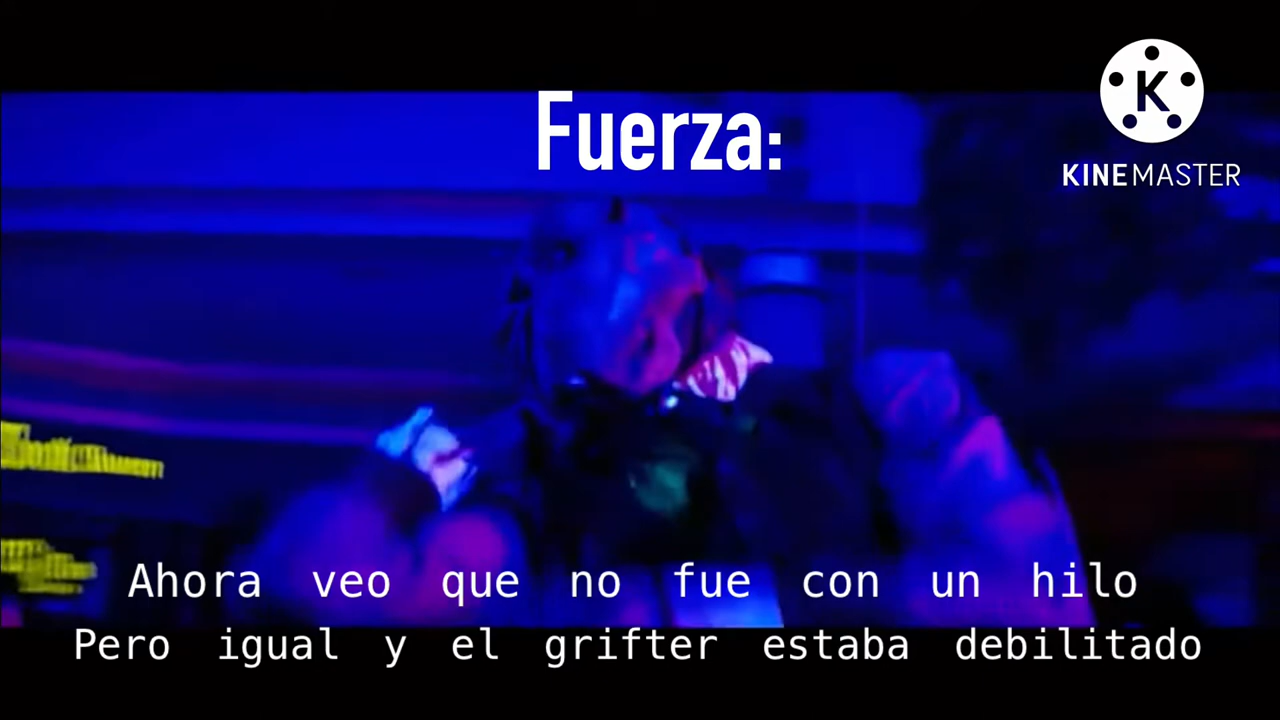 Fuerza:
K
KINEMASTER
Ahora veo que no fue con un hilo
Pero igual y el grifter estaba debilitado